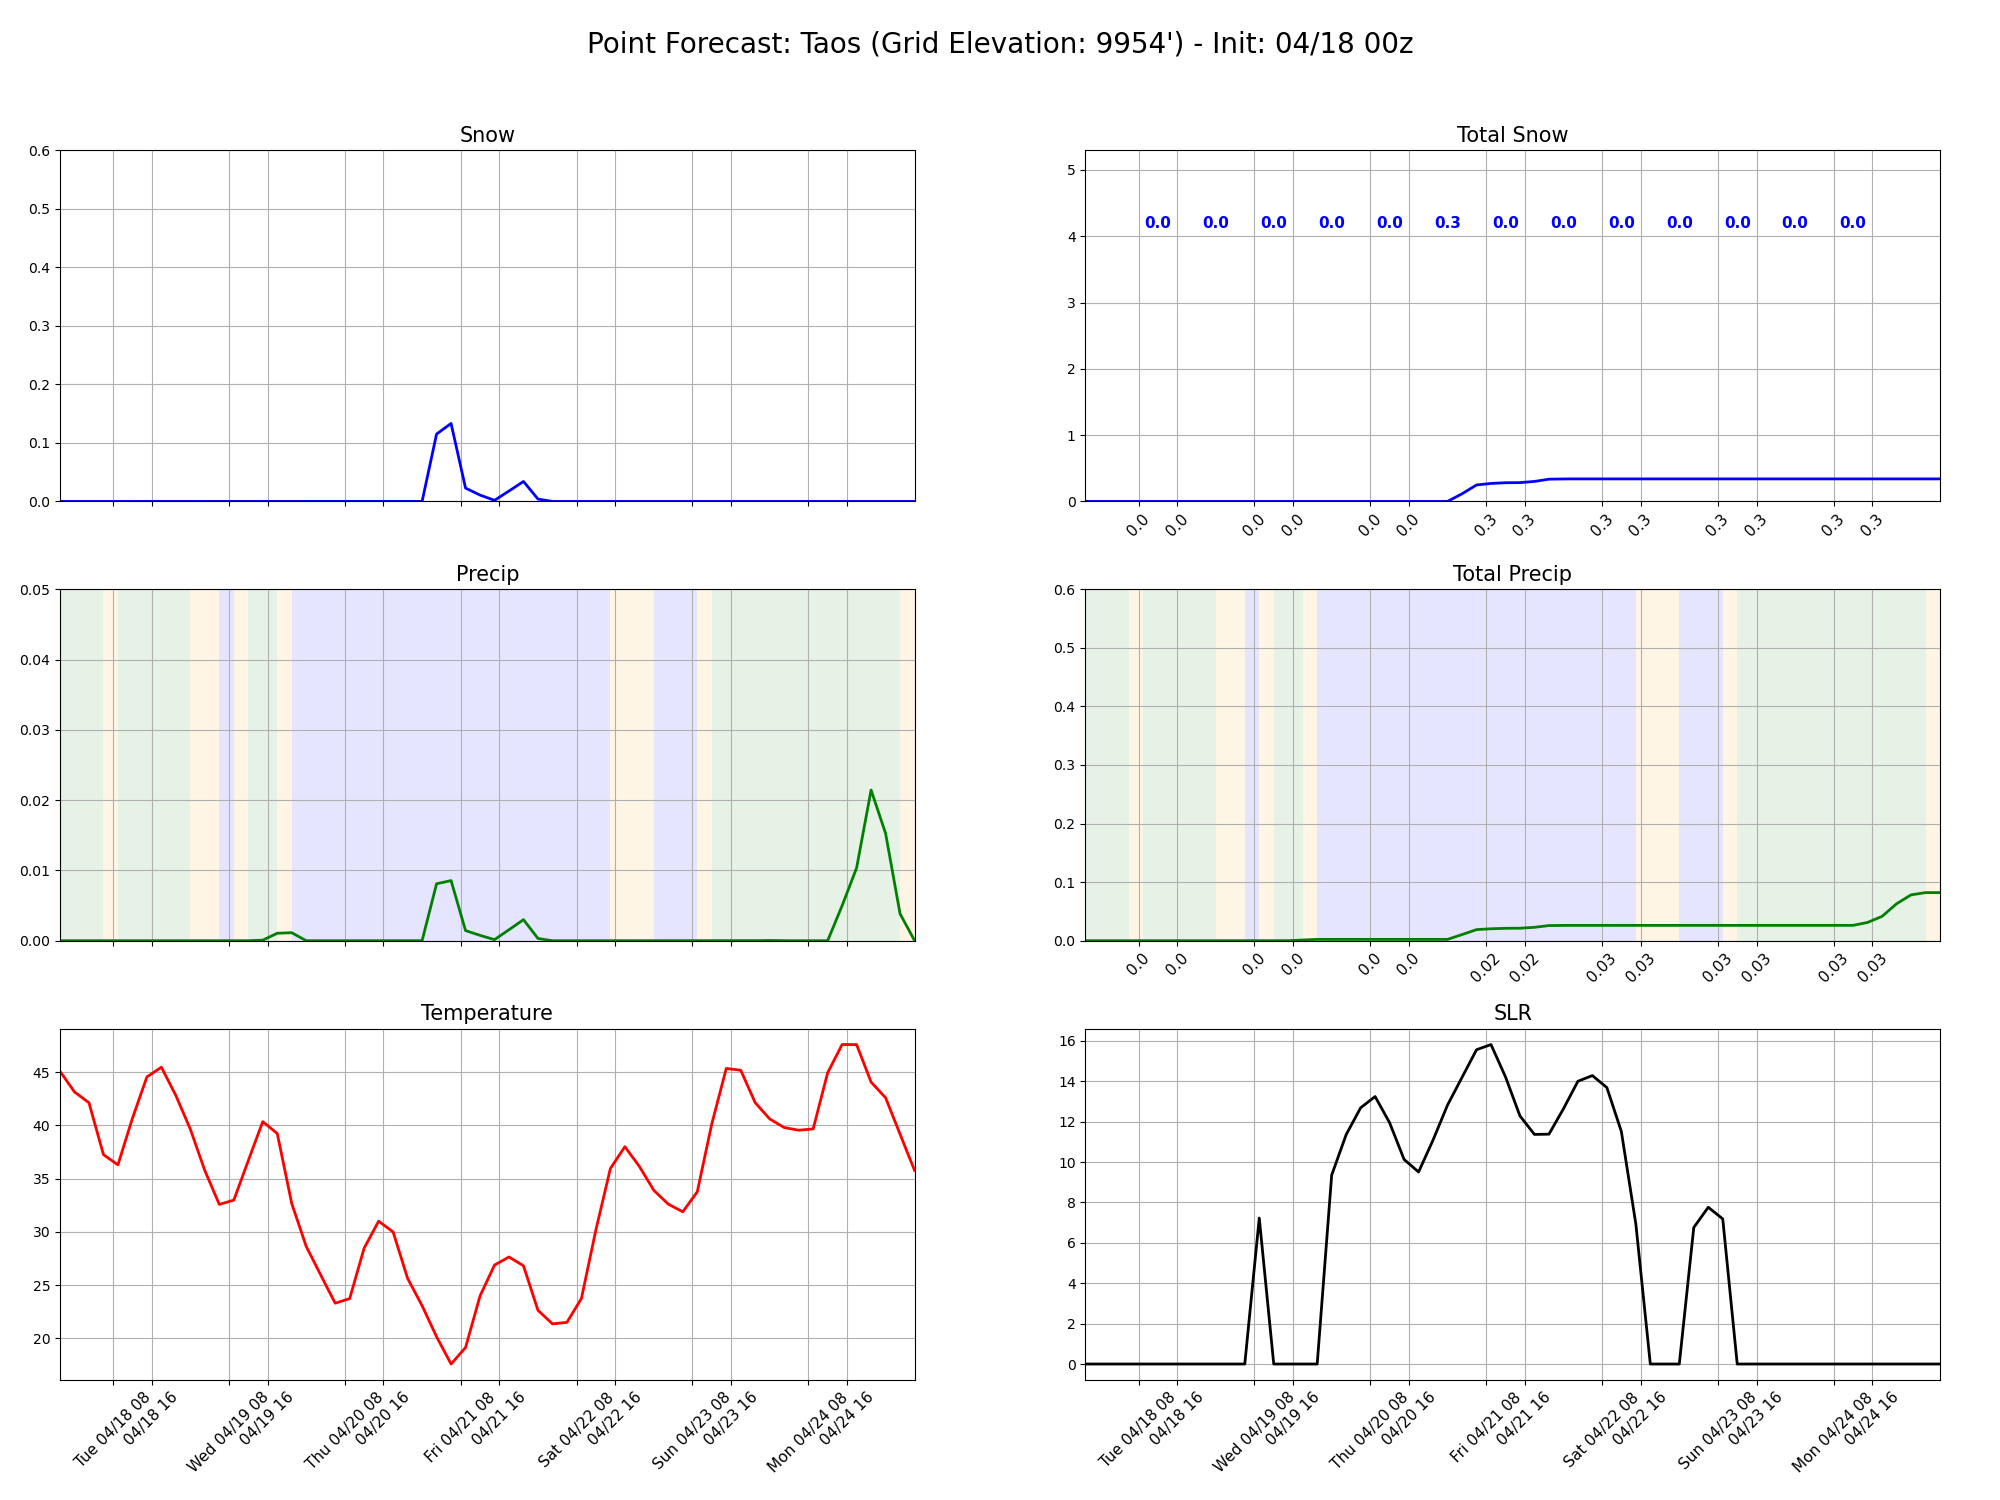 Point Forecast: Taos (Grid Elevation: 9954') - Init: 04/18 00z
Snow
0.6
0.5
0.4
0.3
0.2
0.1
0.0
Total Snow
5
4
3
2
1
0
0.0 0.0 0.0 0.0 0.0 0.3 0.0 0.0 0.0 0.0 0.0 0.0 0.0
0.0 0.0 0.0 0.0 0.0 0.0 0.3 0.3 0.3 0.3 0.3 0.3 0.3 0.3
Precip
0.05
0.04
0.03
0.02
0.01
0.00
Total Precip
0.6
0.5
0.4
0.3
0.2
0.1
0.0
0.0 0.0 0.0 0.0 0.0 0.0 0.02 0.02 0.03 0.03 0.03 0.03 0.03 0.03
Temperature
45
40
35
30
25
20
Tue 04/18 08
04/18 16
Wed 04/19 08
04/19 16
Thu 04/20 08
04/20 16
Fri 04/21 08
04/21 16
Sat 04/22 08
04/22 16
Sun 04/23 08
04/23 16
Mon 04/24 08
04/24 16
SLR
16
14
12
10
8
6
4
2
0
Tue 04/18 08
04/18 16
Wed 04/19 08
04/19 16
Thu 04/20 08
04/20 16
Fri 04/21 08
04/21 16
Sat 04/22 08
04/22 16
Sun 04/23 08
04/23 16
Mon 04/24 08
04/24 16